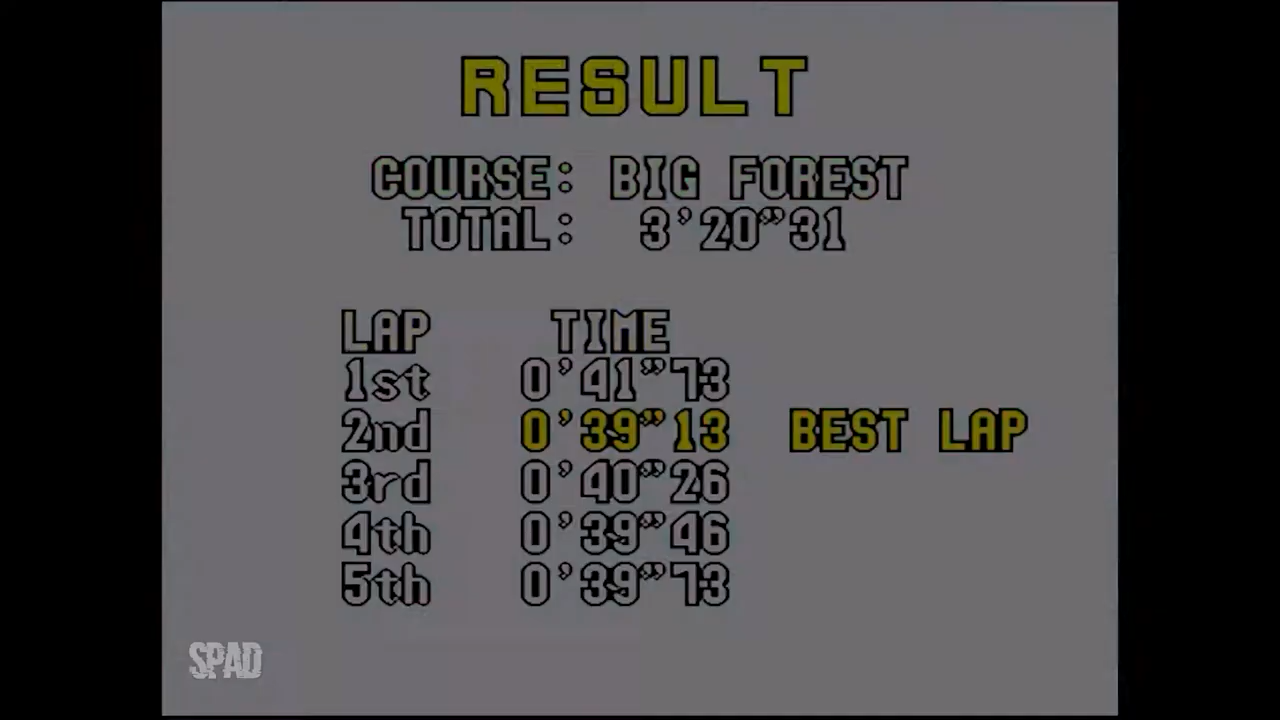 RESULT
COURSE: BIG FOREST
TOTAL: 3'20"31
LAP TIME
1st 0'41"73
2nd 0'39"13 BEST LAP
3rd 0'40"26
4th 0'39"46
5th 0'39"73
SPAD